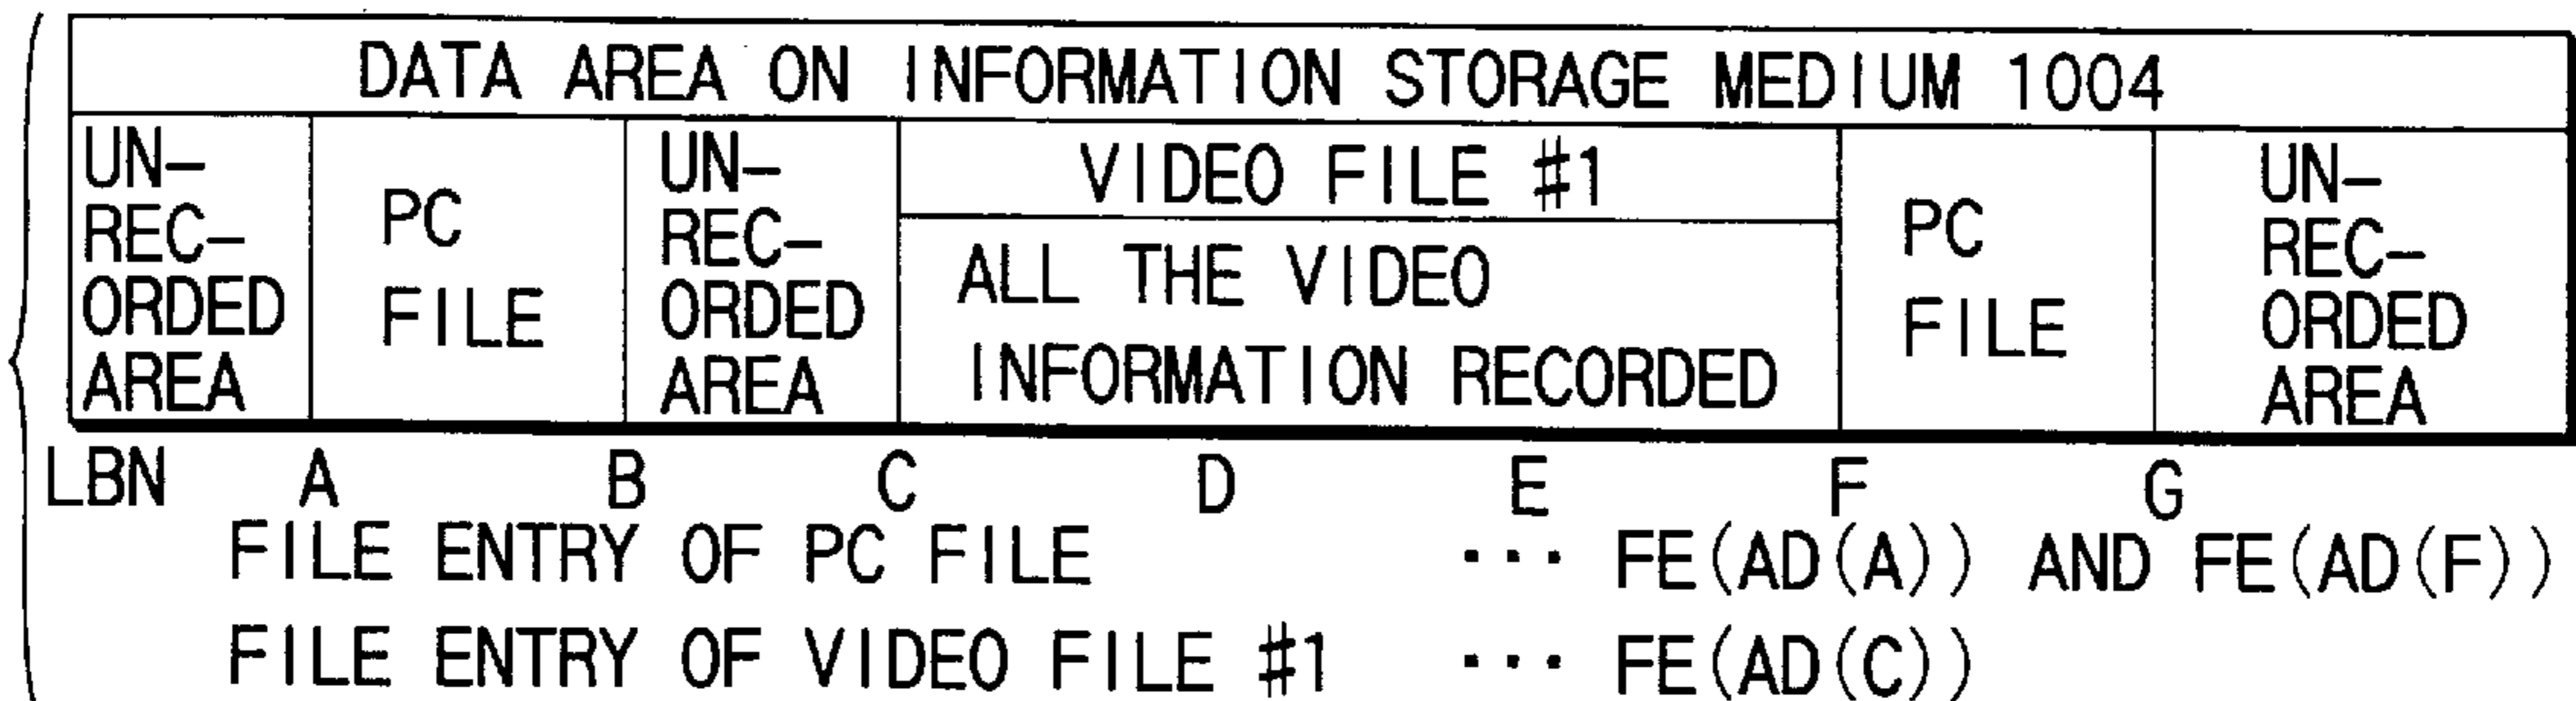 DATA AREA ON INFORMATION STORAGE MEDIUM 1004
UN-
REC-
ORDED
AREA
PC
FILE
UN-
REC-
ORDED
AREA
VIDEO FILE #1
ALL THE VIDEO
INFORMATION RECORDED
PC
FILE
UN-
REC-
ORDED
AREA
LBN A B C D E F G
FILE ENTRY OF PC FILE ··· FE(AD(A)) AND FE(AD(F))
FILE ENTRY OF VIDEO FILE #1 ··· FE(AD(C))